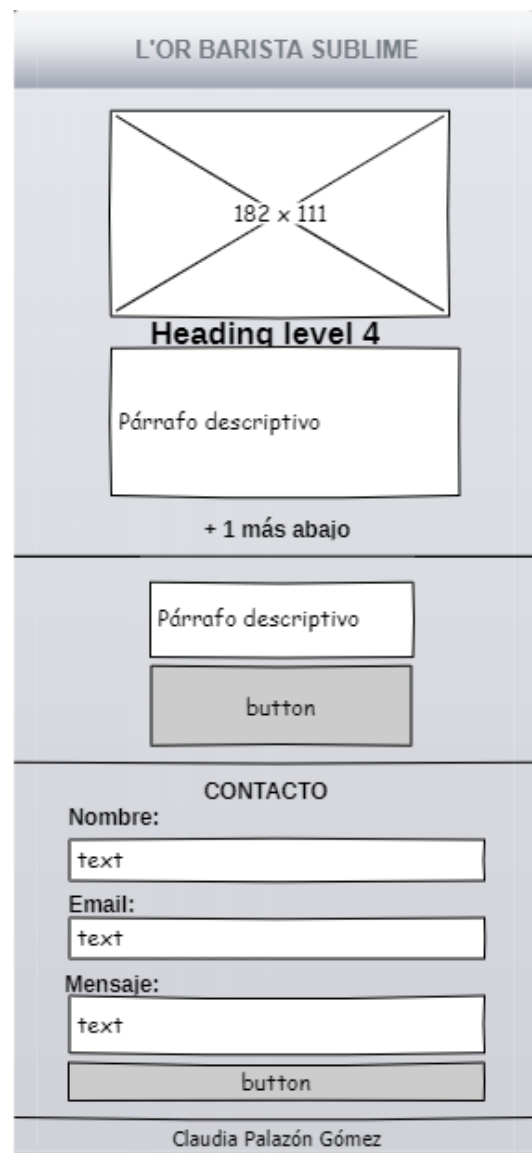 L'OR BARISTA SUBLIME
182 x 111
Heading level 4
Párrafo descriptivo
+ 1 más abajo
Párrafo descriptivo
button
CONTACTO
Nombre:
text
Email:
text
Mensaje:
text
button
Claudia Palazón Gómez